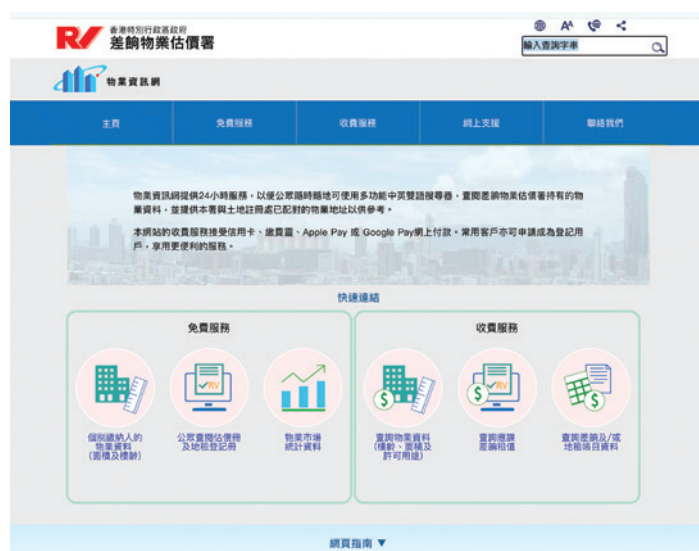 RV
香港特別行政區政府
差餉物業估價署
輸入查詢字串
物業資訊網
主頁 免費服務 收費服務 網上支援 聯絡我們
物業資訊網提供24小時服務，以便公眾隨時隨地可使用多功能中英雙語搜尋器，查閱差餉物業估價署持有的物
業資料，並提供本署與土地註冊處已配對的物業地址以供參考。
本網站的收費服務接受信用卡、繳費靈、Apple Pay 或 Google Pay網上付款。常用客戶亦可申請成為登記用
戶，享用更便利的服務。
快速連結
免費服務
個別繳納人的
物業資料
(面積及樓齡)
RV
公眾查閱估價冊
及地租登記冊
物業市場
統計資料
收費服務
$
查詢物業資料
(樓齡、面積及
許可用途)
$
RV
查詢應課
差餉租值
$
查詢差餉及/或
地租帳目資料
網頁指南 ▼